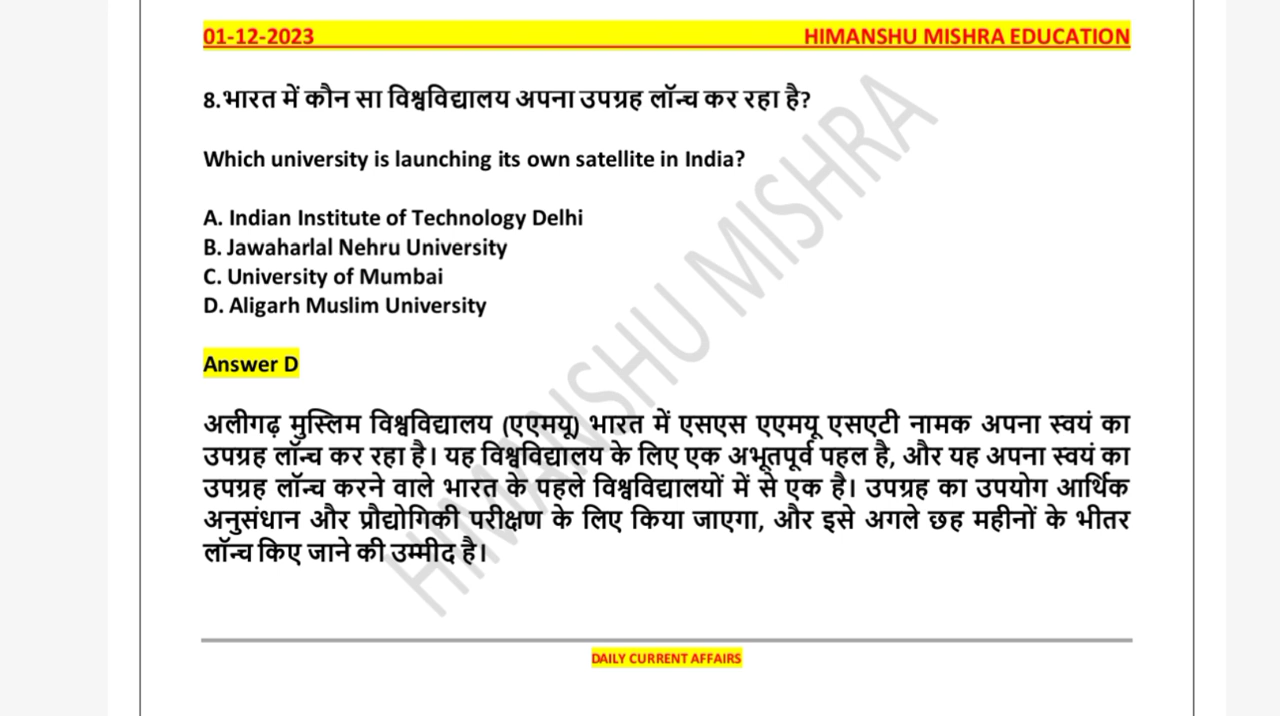 01-12-2023 HIMANSHU MISHRA EDUCATION
8.भारत में कौन सा विश्वविद्यालय अपना उपग्रह लॉन्च कर रहा है?
Which university is launching its own satellite in India?
A. Indian Institute of Technology Delhi
B. Jawaharlal Nehru University
C. University of Mumbai
D. Aligarh Muslim University
Answer D
अलीगढ़ मुस्लिम विश्वविद्यालय (एएमयू) भारत में एसएस एएमयू एसएटी नामक अपना स्वयं का
उपग्रह लॉन्च कर रहा है। यह विश्वविद्यालय के लिए एक अभूतपूर्व पहल है, और यह अपना स्वयं का
उपग्रह लॉन्च करने वाले भारत के पहले विश्वविद्यालयों में से एक है। उपग्रह का उपयोग आर्थिक
अनुसंधान और प्रौद्योगिकी परीक्षण के लिए किया जाएगा, और इसे अगले छह महीनों के भीतर
लॉन्च किए जाने की उम्मीद है।
HIMANSHU MISHRA
DAILY CURRENT AFFAIRS